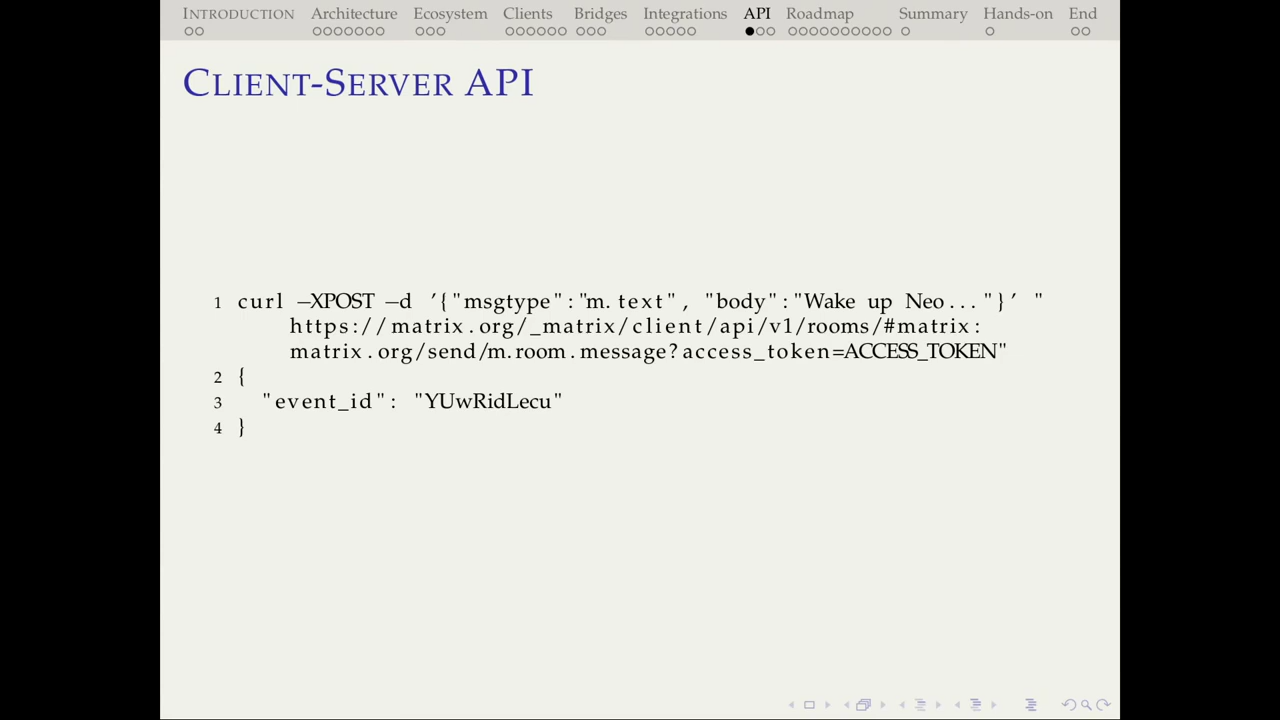 INTRODUCTION Architecture Ecosystem Clients Bridges Integrations API Roadmap Summary Hands-on End
CLIENT-SERVER API
1 curl –XPOST –d '{"msgtype":"m.text", "body":"Wake up Neo..."}' "
https://matrix.org/_matrix/client/api/v1/rooms/#matrix:
matrix.org/send/m.room.message?access_token=ACCESS_TOKEN"
2 {
3 "event_id": "YUwRidLecu"
4 }